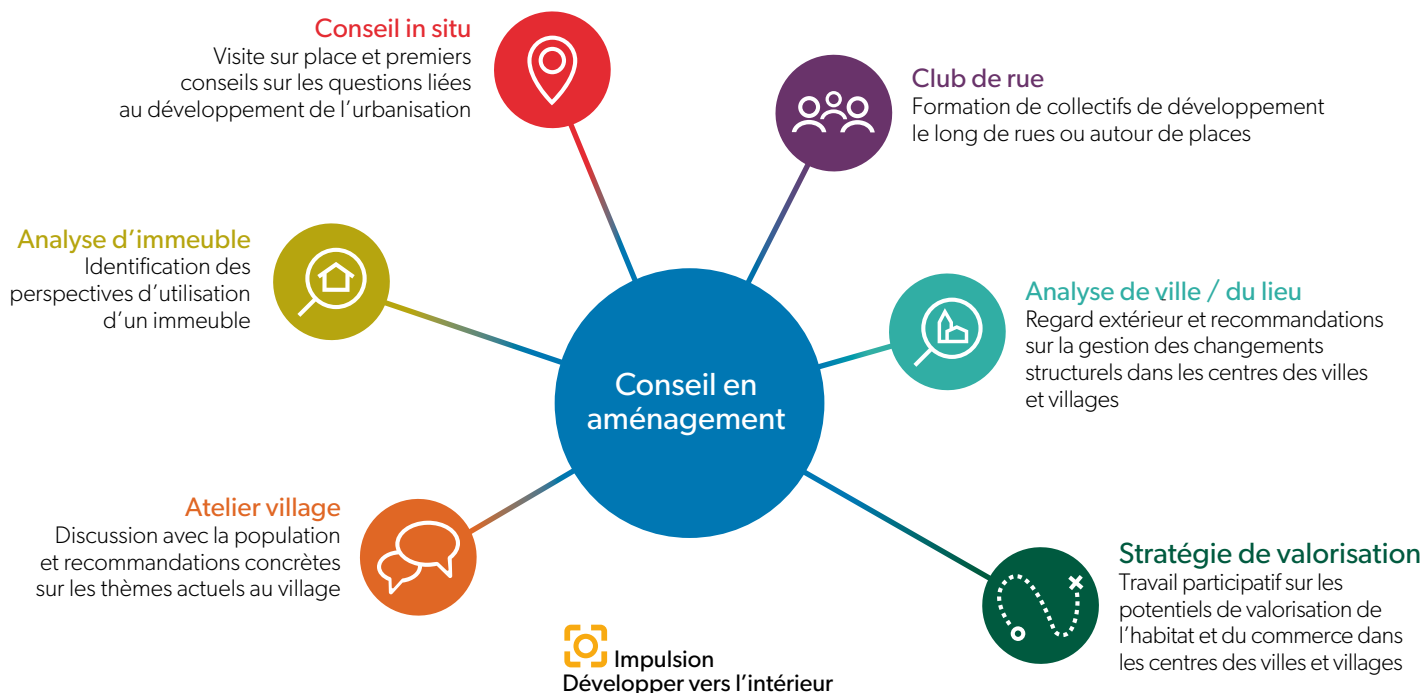 Conseil in situ
Visite sur place et premiers
conseils sur les questions liées
au développement de l’urbanisation
Club de rue
Formation de collectifs de développement
le long de rues ou autour de places
Analyse d’immeuble
Identification des
perspectives d’utilisation
d’un immeuble
Analyse de ville / du lieu
Regard extérieur et recommandations
sur la gestion des changements
structurels dans les centres des villes
et villages
Conseil en
aménagement
Atelier village
Discussion avec la population
et recommandations concrètes
sur les thèmes actuels au village
Stratégie de valorisation
Travail participatif sur les
potentiels de valorisation de
l’habitat et du commerce dans
les centres des villes et villages
Impulsion
Développer vers l’intérieur